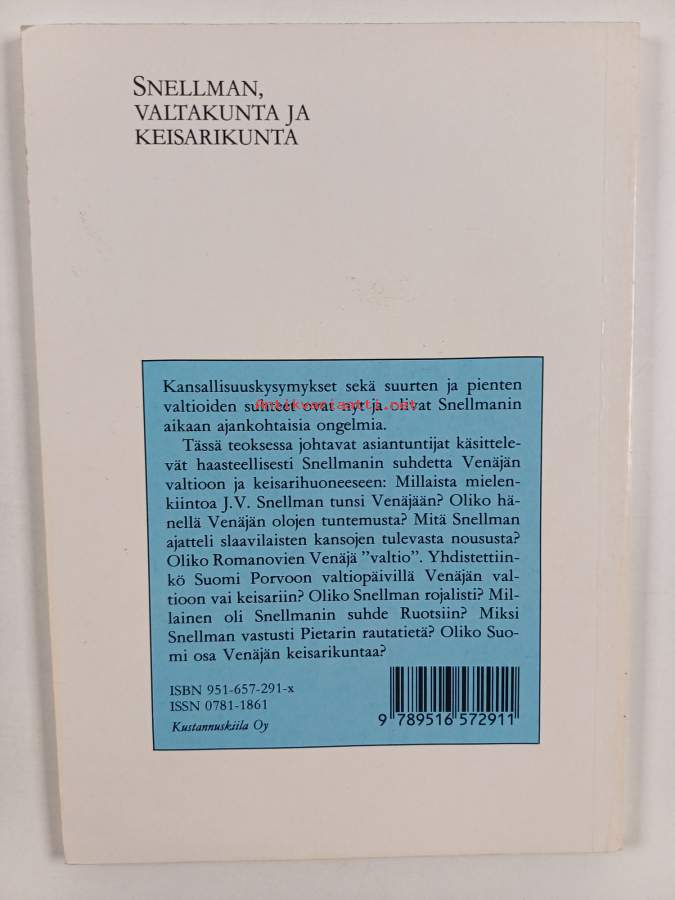 SNELLMAN,
VALTAKUNTA JA
KEISARIKUNTA
Kansallisuuskysymykset sekä suurten ja pienten
valtioiden suhteet ovat nyt ja olivat Snellmanin
antikvariaatti.net
aikaan ajankohtaisia ongelmia.
Tässä teoksessa johtavat asiantuntijat käsittele-
vät haasteellisesti Snellmanin suhdetta Venäjän
valtioon ja keisarihuoneeseen: Millaista mielen-
kiintoa J.V. Snellman tunsi Venäjään? Oliko hä-
nellä Venäjän olojen tuntemusta? Mitä Snellman
ajatteli slaavilaisten kansojen tulevasta noususta?
Oliko Romanovien Venäjä ”valtio”. Yhdistettiin-
kö Suomi Porvoon valtiopäivillä Venäjän val-
tioon vai keisariin? Oliko Snellman rojalisti? Mil-
lainen oli Snellmanin suhde Ruotsiin? Miksi
Snellman vastusti Pietarin rautatietä? Oliko Suo-
mi osa Venäjän keisarikuntaa?
ISBN 951-657-291-x
ISSN 0781-1861
Kustannuskiila Oy
9 789516 572911